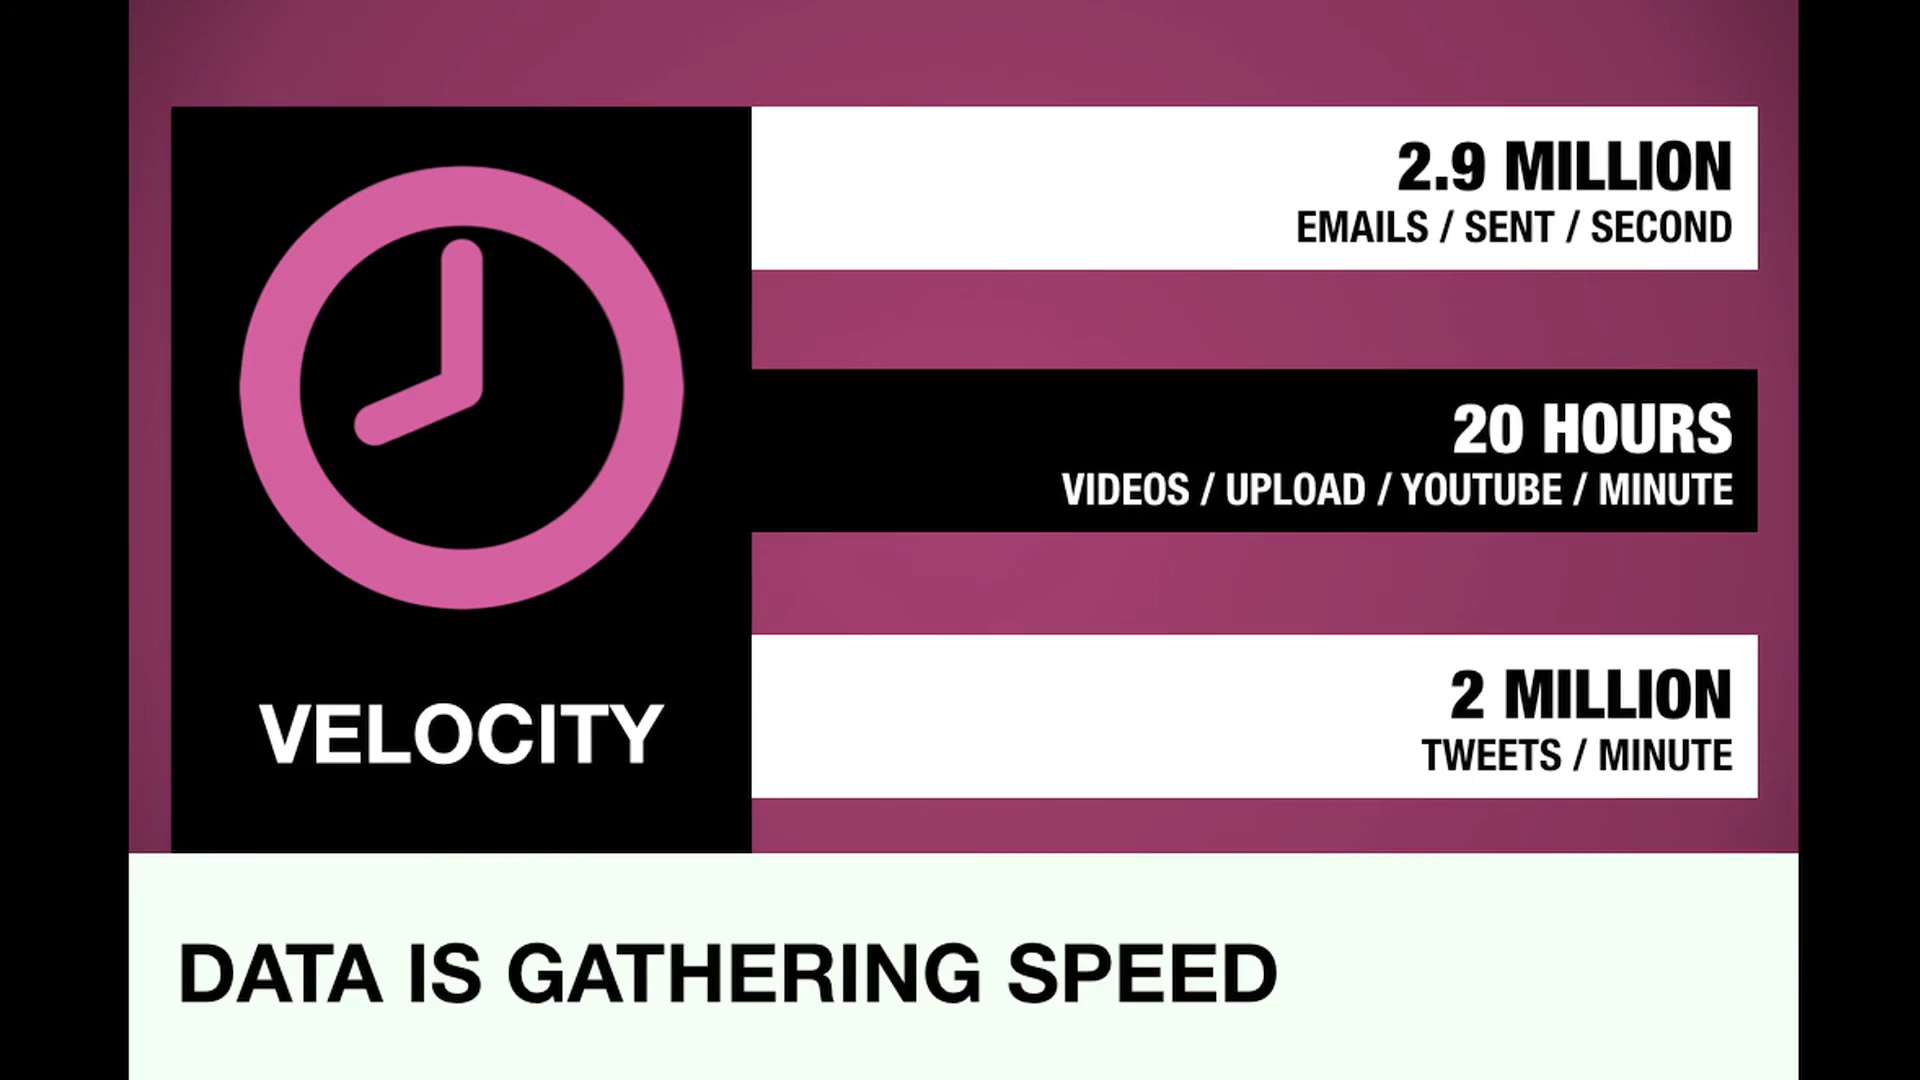 2.9 MILLION
EMAILS / SENT / SECOND
20 HOURS
VIDEOS / UPLOAD / YOUTUBE / MINUTE
2 MILLION
TWEETS / MINUTE
VELOCITY
DATA IS GATHERING SPEED